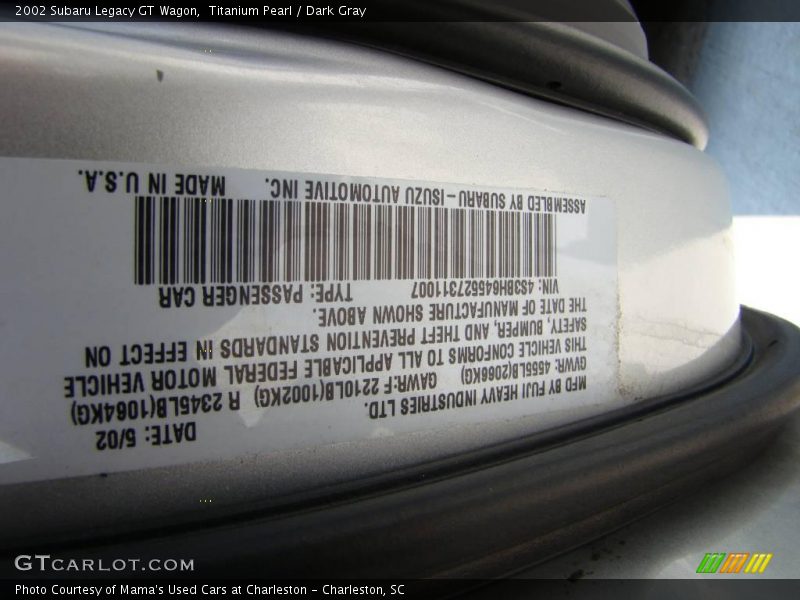 2002 Subaru Legacy GT Wagon,  Titanium Pearl / Dark Gray
MFD BY FUJI HEAVY INDUSTRIES LTD. DATE: 5/02
GVWR: 4555LB(2066KG) GAWR:F 2210LB(1002KG) R 2345LB(1064KG)
THIS VEHICLE CONFORMS TO ALL APPLICABLE FEDERAL MOTOR VEHICLE
SAFETY, BUMPER, AND THEFT PREVENTION STANDARDS IN EFFECT ON
THE DATE OF MANUFACTURE SHOWN ABOVE.
VIN: 4S3BH645527311007 TYPE: PASSENGER CAR
ASSEMBLED BY SUBARU-ISUZU AUTOMOTIVE INC. MADE IN U.S.A.
GTCARLOT.COM
Photo Courtesy of Mama's Used Cars at Charleston - Charleston, SC